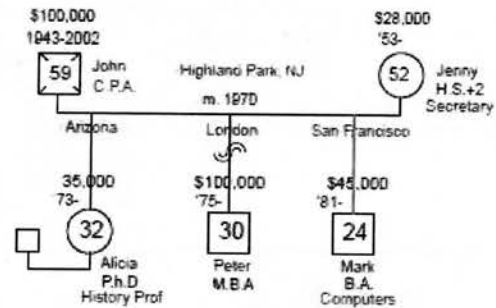 $100,000
1943-2002
59
John
C.P.A.
Highland Park, NJ
m. 1970
$28,000
'53-
52
Jenny
H.S.+2
Secretary
Arizona
London
San Francisco
35,000
'73-
32
Alicia
P.h.D
History Prof
$100,000
'75-
30
Peter
M.B.A
$45,000
'81-
24
Mark
B.A.
Computers